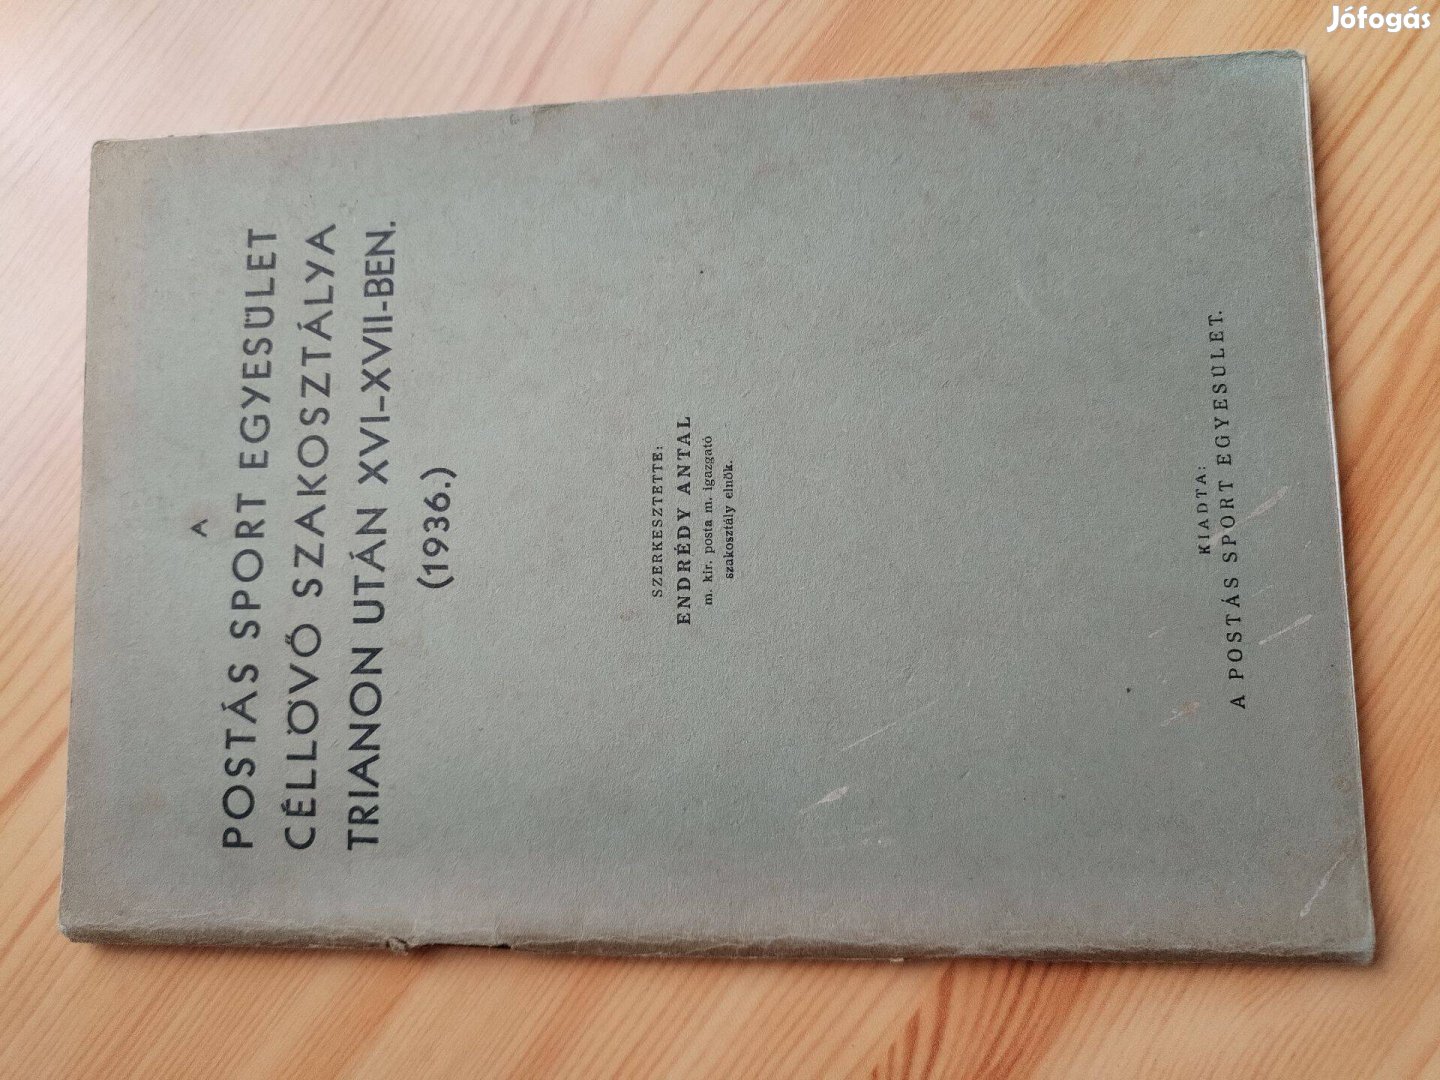 Jófogás
A
POSTÁS SPORT EGYESÜLET
CÉLLÖVŐ SZAKOSZTÁLYA
TRIANON UTÁN XVI–XVII-BEN.
(1936.)
SZERKESZTETTE:
ENDRÉDY ANTAL
m. kir. posta m. igazgató
szakosztály elnök.
KIADTA:
A POSTÁS SPORT EGYESÜLET.